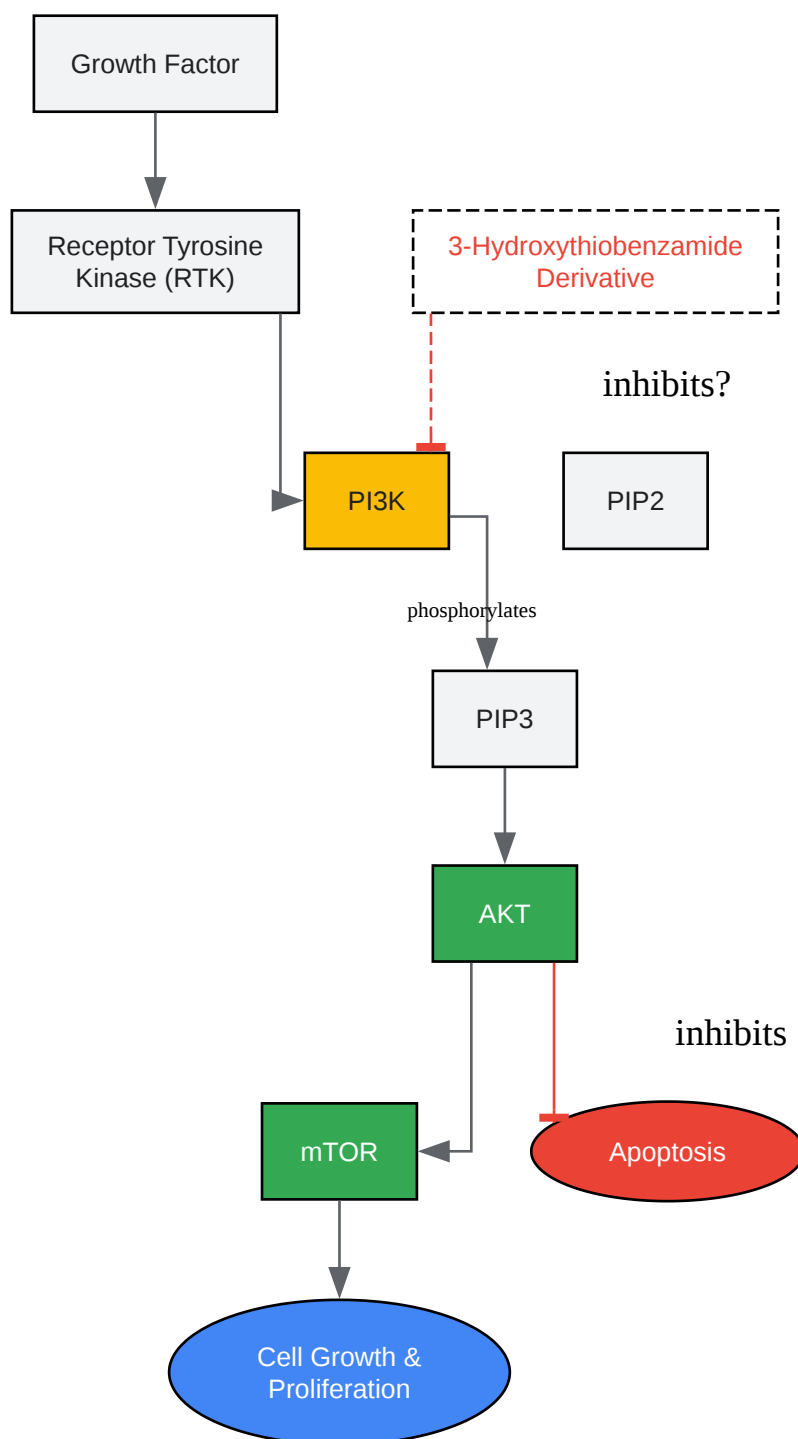 Growth Factor
Receptor Tyrosine
Kinase (RTK)
3-Hydroxythiobenzamide
Derivative
inhibits?
PI3K
PIP2
phosphorylates
PIP3
AKT
inhibits
mTOR
Apoptosis
Cell Growth &
Proliferation